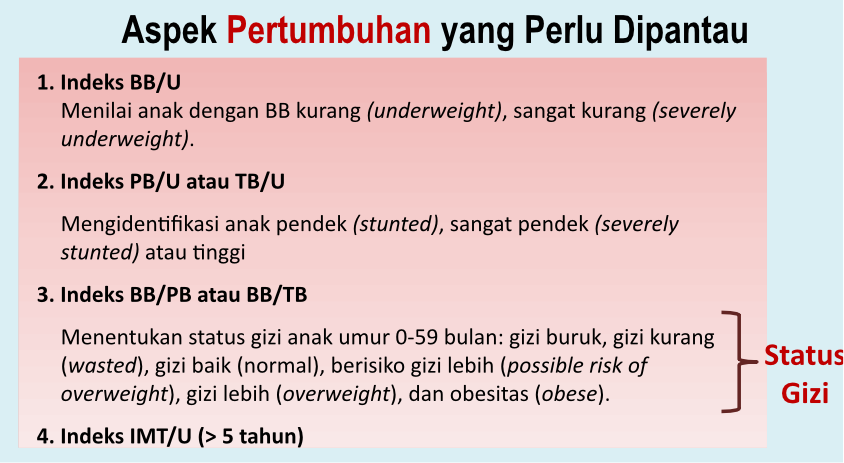 Aspek Pertumbuhan yang Perlu Dipantau
1. Indeks BB/U
Menilai anak dengan BB kurang (underweight), sangat kurang (severely
underweight).
2. Indeks PB/U atau TB/U
Mengidentifikasi anak pendek (stunted), sangat pendek (severely
stunted) atau tinggi
3. Indeks BB/PB atau BB/TB
Menentukan status gizi anak umur 0-59 bulan: gizi buruk, gizi kurang
(wasted), gizi baik (normal), berisiko gizi lebih (possible risk of
overweight), gizi lebih (overweight), dan obesitas (obese).
Status
Gizi
4. Indeks IMT/U (> 5 tahun)